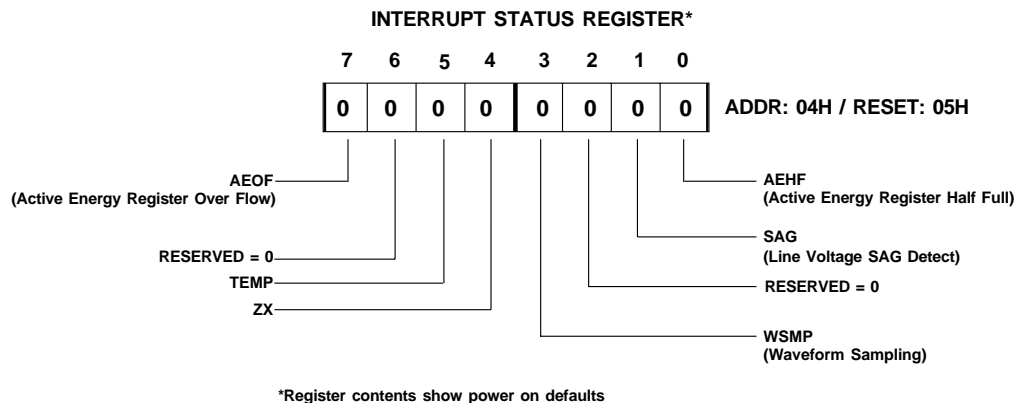 INTERRUPT STATUS REGISTER*
7 6 5 4 3 2 1 0
0 0 0 0 0 0 0 0 ADDR: 04H / RESET: 05H
AEOF
(Active Energy Register Over Flow)
RESERVED = 0
TEMP
ZX
AEHF
(Active Energy Register Half Full)
SAG
(Line Voltage SAG Detect)
RESERVED = 0
WSMP
(Waveform Sampling)
*Register contents show power on defaults